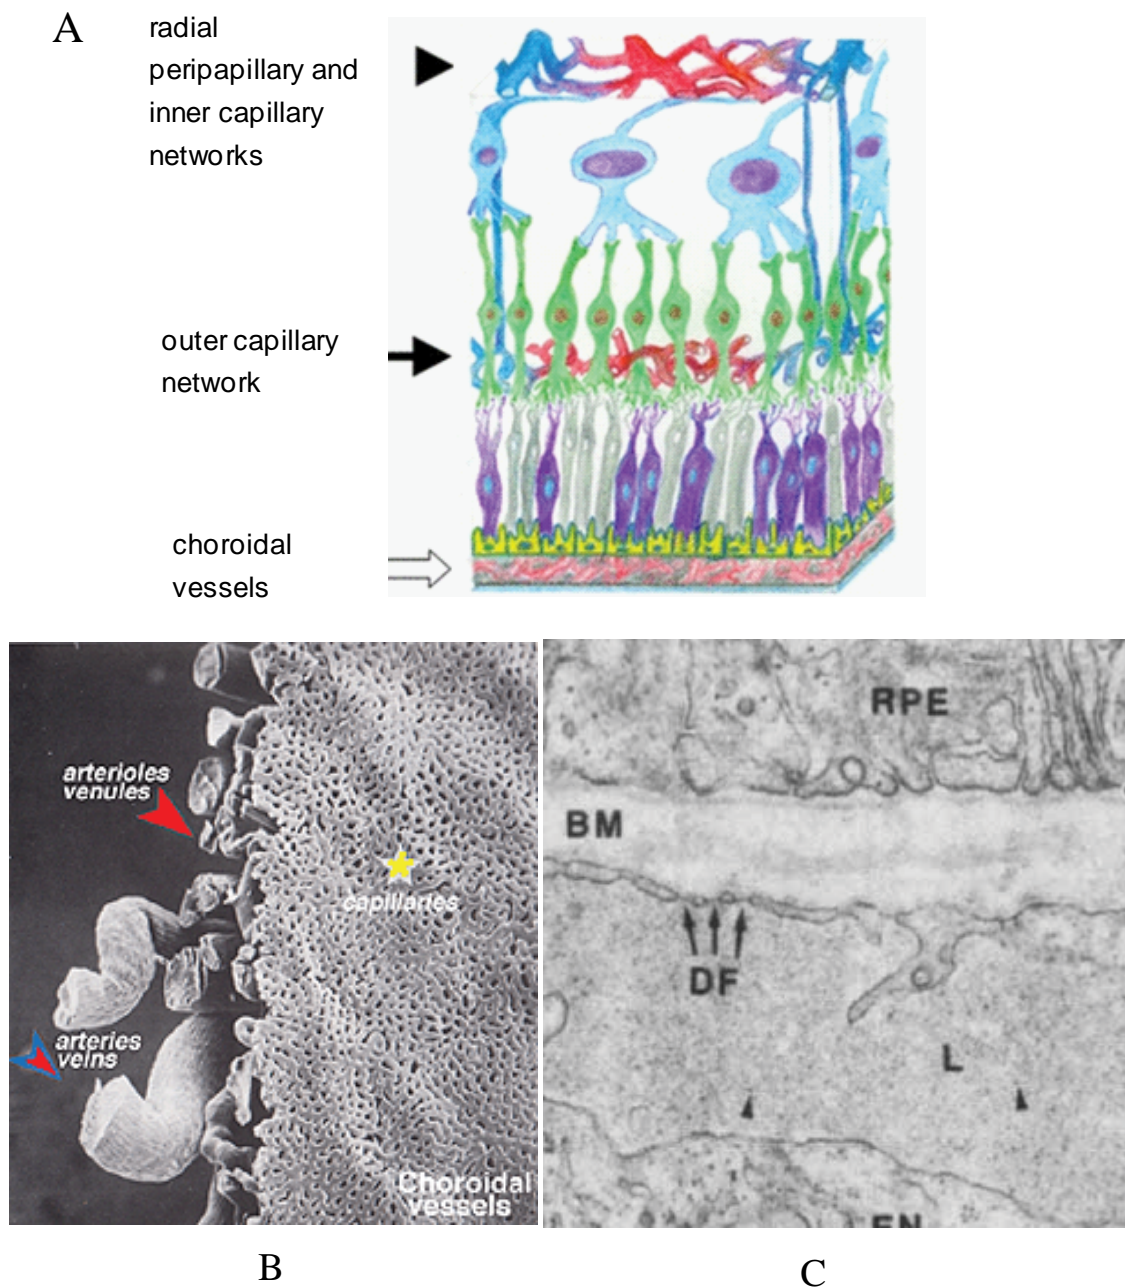 A
radial
peripapillary and
inner capillary
networks
outer capillary
network
choroidal
vessels
arterioles
venules
capillaries
arteries
veins
Choroidal
vessels
RPE
BM
DF
L
EN
B
C